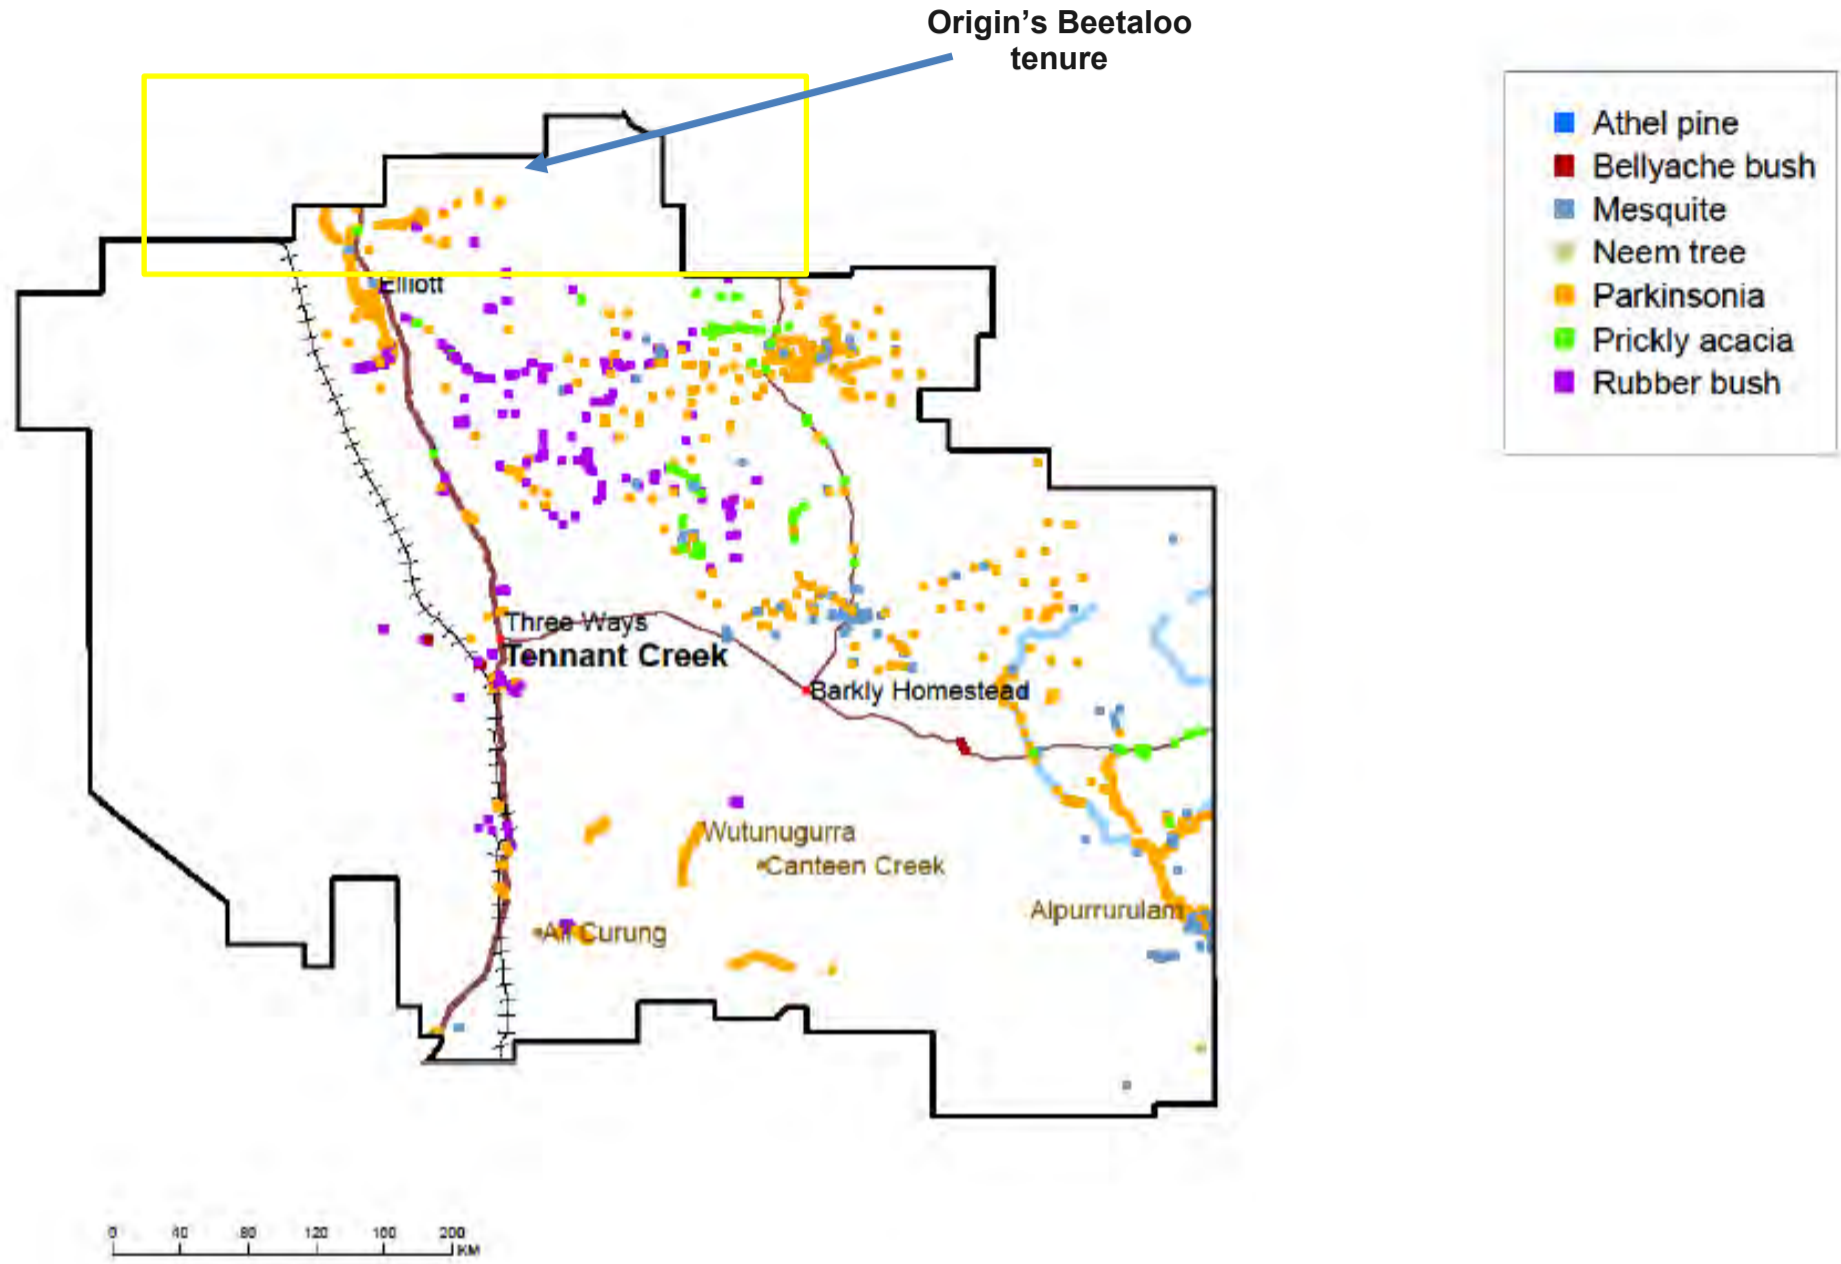 Origin's Beetaloo
tenure
Athel pine
Bellyache bush
Mesquite
Neem tree
Parkinsonia
Prickly acacia
Rubber bush
Elliott
Three Ways
Tennant Creek
Barkly Homestead
Wutunugurra
Canteen Creek
Alpurrurulam
Ali Curung
0 40 80 120 160 200
KM